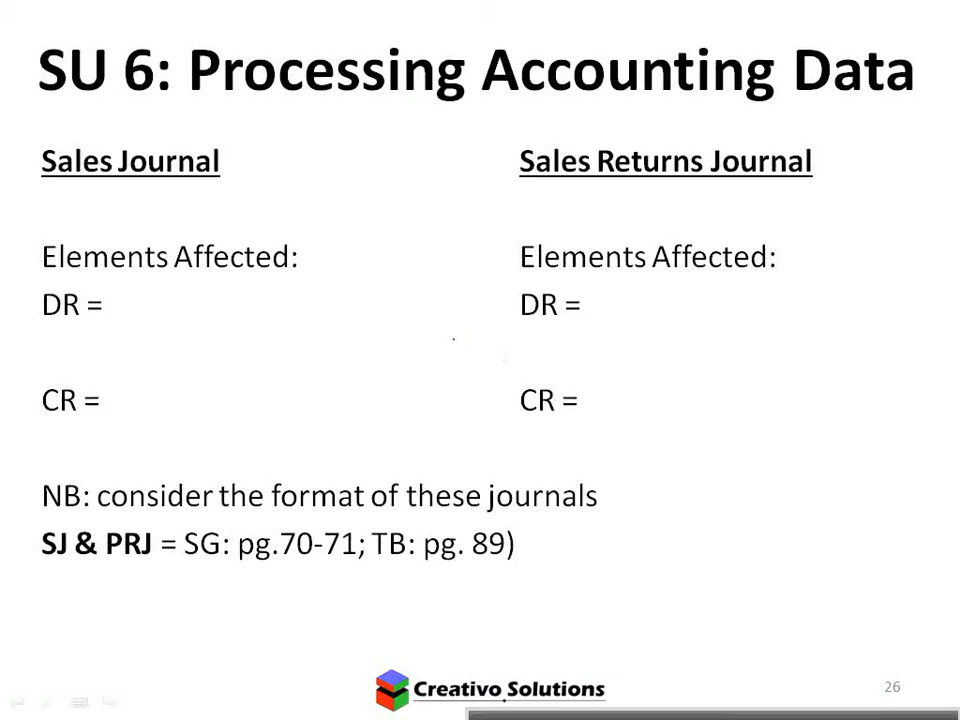 SU 6: Processing Accounting Data
Sales Journal
Elements Affected:
DR =
CR =
Sales Returns Journal
Elements Affected:
DR =
CR =
NB: consider the format of these journals
SJ & PRJ = SG: pg.70-71; TB: pg. 89)
Creativo Solutions
26